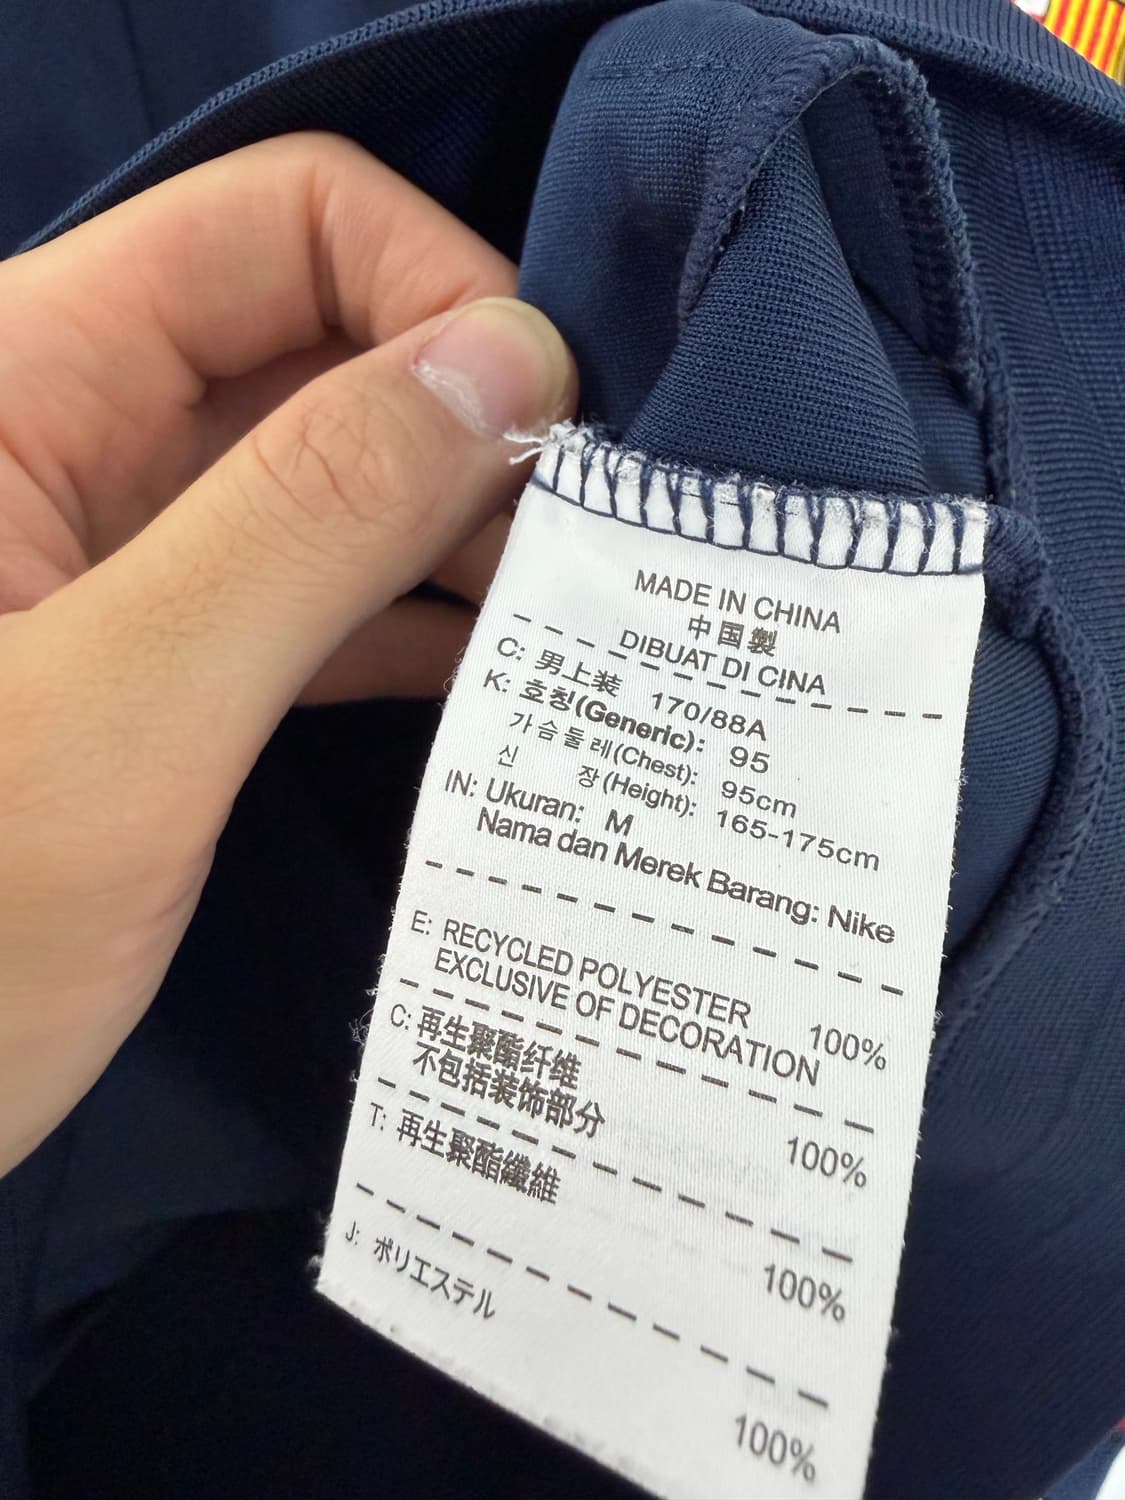 MADE IN CHINA
中国製
DIBUAT DI CINA
C: 男上装 170/88A
K: 호칭(Generic): 95
가슴둘레(Chest): 95cm
신 장(Height): 165-175cm
IN: Ukuran: M
Nama dan Merek Barang: Nike
E: RECYCLED POLYESTER 100%
EXCLUSIVE OF DECORATION
C: 再生聚酯纤维 100%
不包括装饰部分
T: 再生聚酯纖維 100%
J: ポリエステル 100%